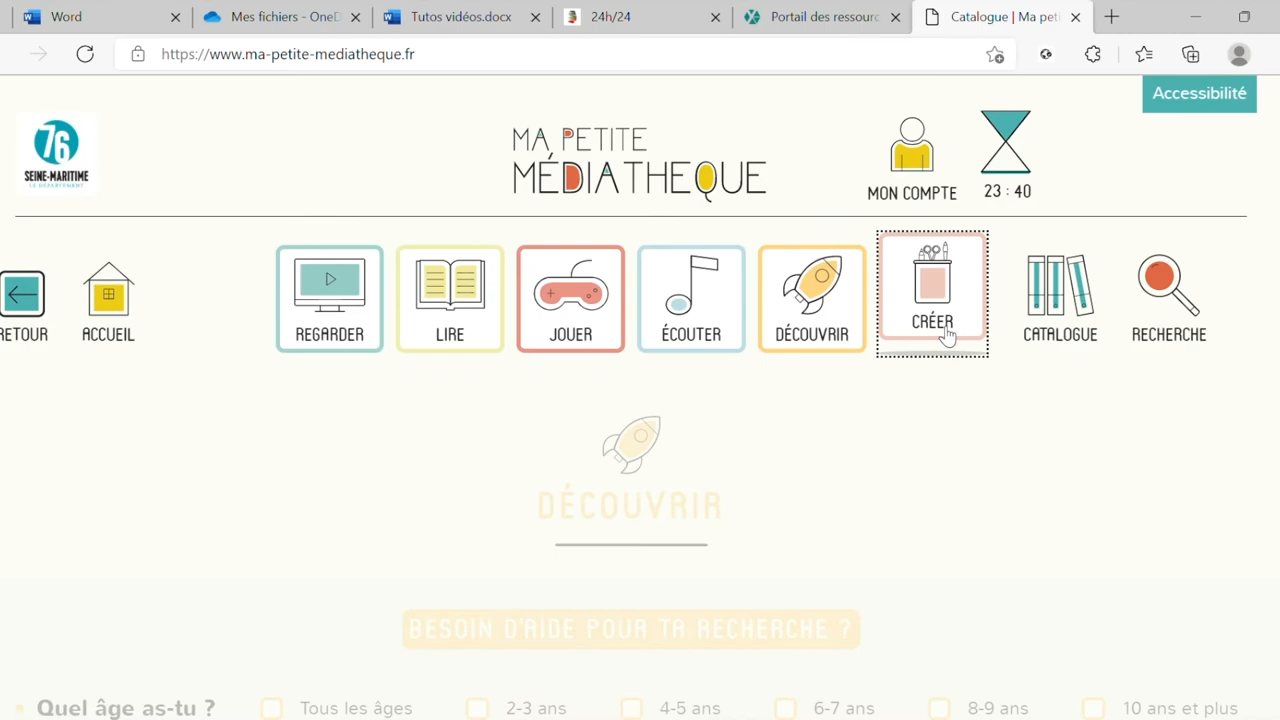 Word
Mes fichiers - OneD
Tutos vidéos.docx
24h/24
Portail des ressourc
Catalogue | Ma peti
https://www.ma-petite-mediatheque.fr
Accessibilité
76
SEINE-MARITIME
LE DÉPARTEMENT
MA PETITE
MÉDIATHEQUE
MON COMPTE
23 : 40
RETOUR
ACCUEIL
REGARDER
LIRE
JOUER
ÉCOUTER
DÉCOUVRIR
CRÉER
CATALOGUE
RECHERCHE
DÉCOUVRIR
BESOIN D'AIDE POUR TA RECHERCHE ?
Quel âge as-tu ?
Tous les âges
2-3 ans
4-5 ans
6-7 ans
8-9 ans
10 ans et plus